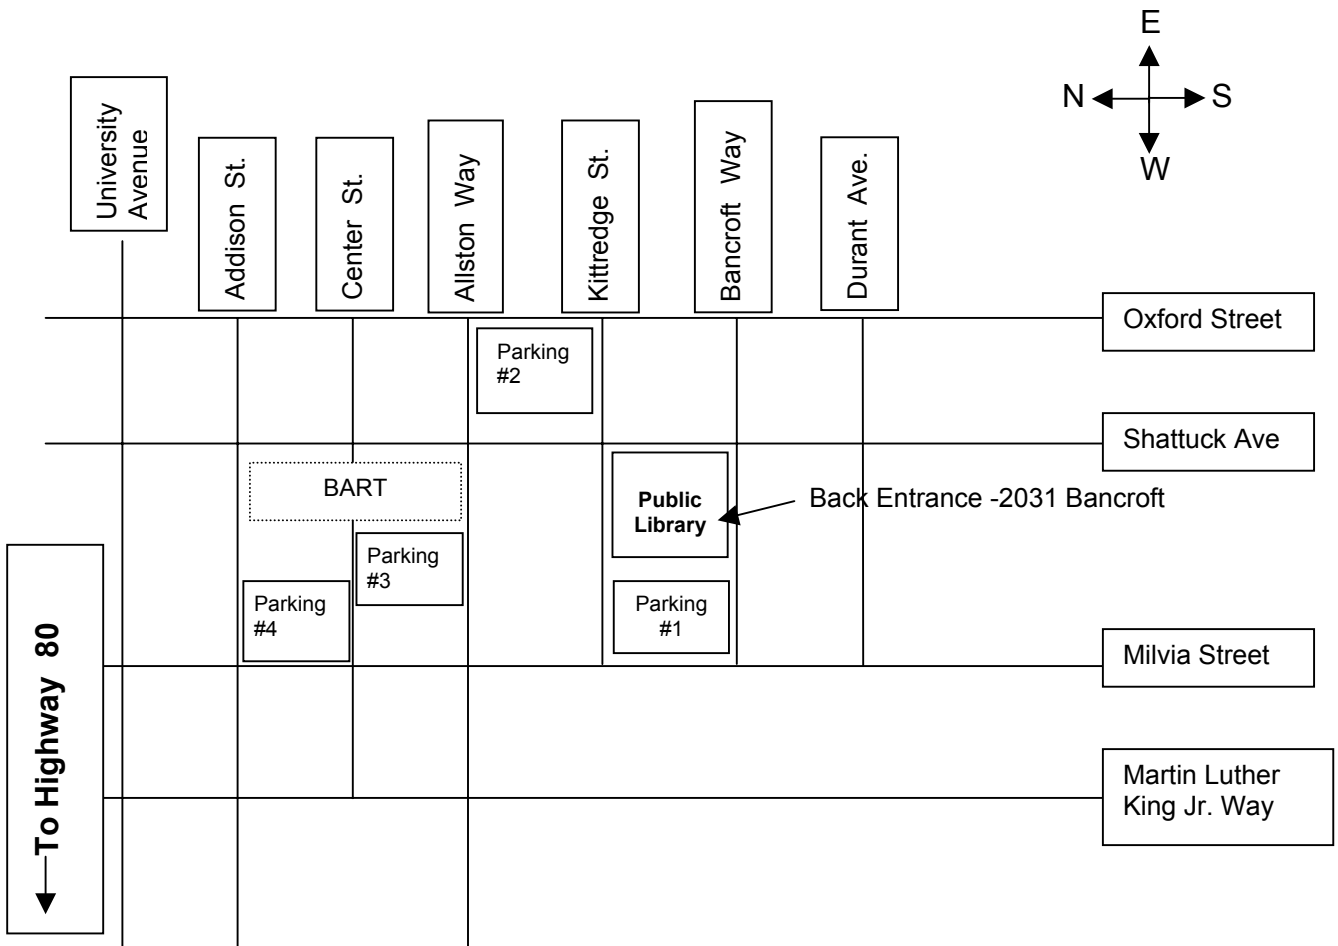 E
N
S
W
University
Avenue
Addison St.
Center St.
Allston Way
Kittredge St.
Bancroft Way
Durant Ave.
Oxford Street
Parking
#2
Shattuck Ave
BART
Public
Library
Back Entrance -2031 Bancroft
Parking
#3
Parking
#4
Parking
#1
To Highway 80
Milvia Street
Martin Luther
King Jr. Way